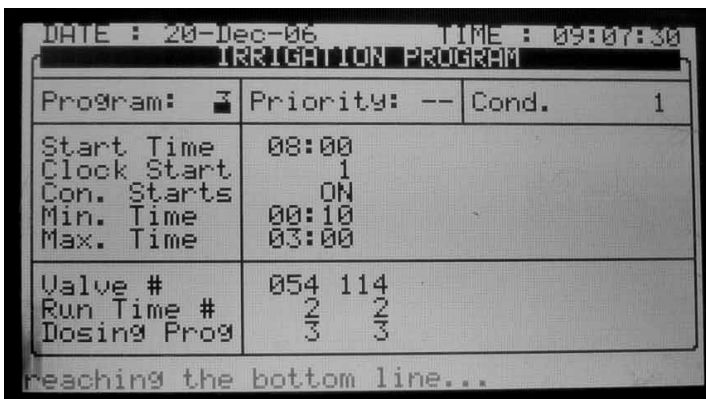 DATE : 20-Dec-06 TIME : 09:07:30
IRRIGATION PROGRAM
Program: 3 Priority: -- Cond. 1
Start Time 08:00
Clock Start 1
Con. Starts ON
Min. Time 00:10
Max. Time 03:00
Valve # 054 114
Run Time # 2 2
Dosing Prog 3 3
reaching the bottom line...